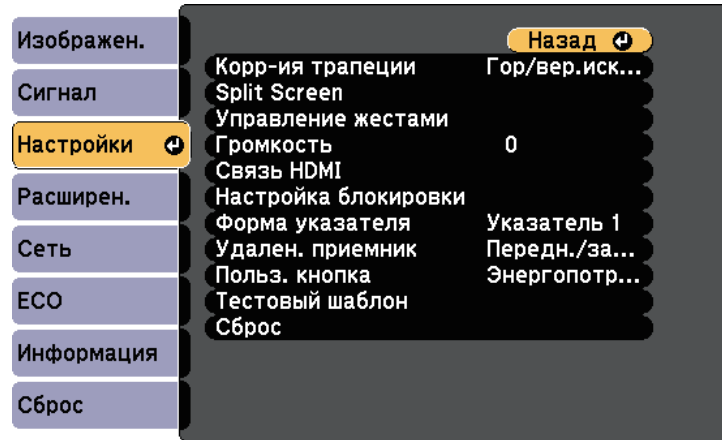 Изображен.
Сигнал
Настройки
Расширен.
Сеть
ECO
Информация
Сброс
Назад
Корр-ия трапеции Гор/вер.иск...
Split Screen
Управление жестами
Громкость 0
Связь HDMI
Настройка блокировки
Форма указателя Указатель 1
Удален. приемник Передн./за...
Польз. кнопка Энергопотр...
Тестовый шаблон
Сброс